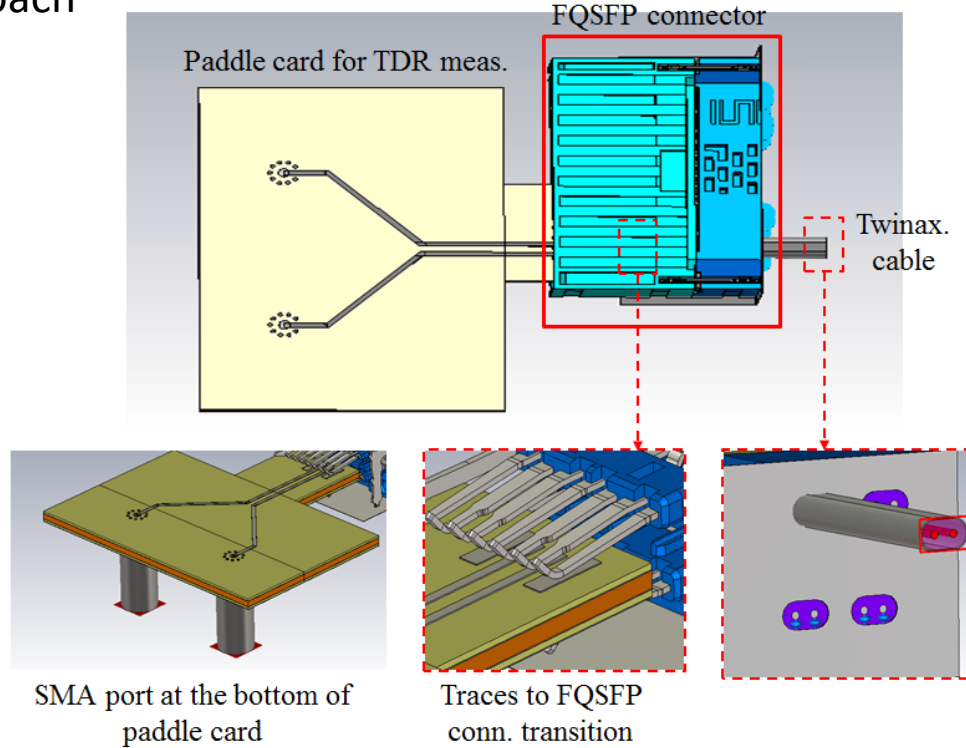 FQSFP connector
Paddle card for TDR meas.
Twinax.
cable
SMA port at the bottom of
paddle card
Traces to FQSFP
conn. transition